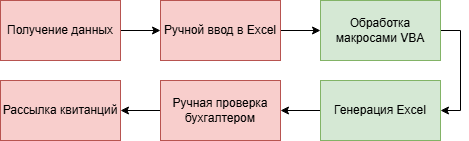 Получение данных
Ручной ввод в Excel
Обработка
макросами VBA
Рассылка квитанций
Ручная проверка
бухгалтером
Генерация Excel